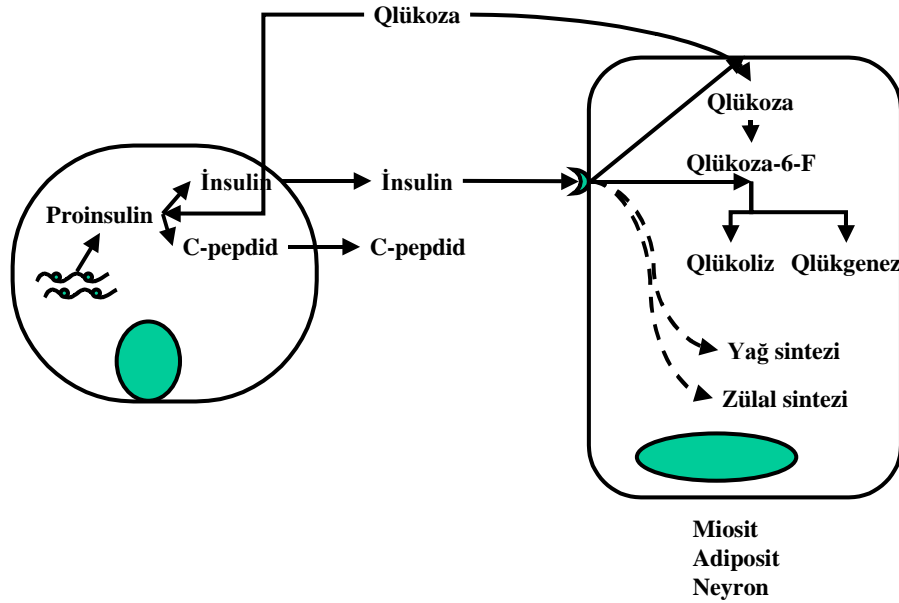 Qlükoza
Qlükoza
Qlükoza-6-F
İnsulin
İnsulin
Proinsulin
C-pepdid
C-pepdid
Qlükoliz
Qlükgenez
Yağ sintezi
Zülal sintezi
Miosit
Adiposit
Neyron